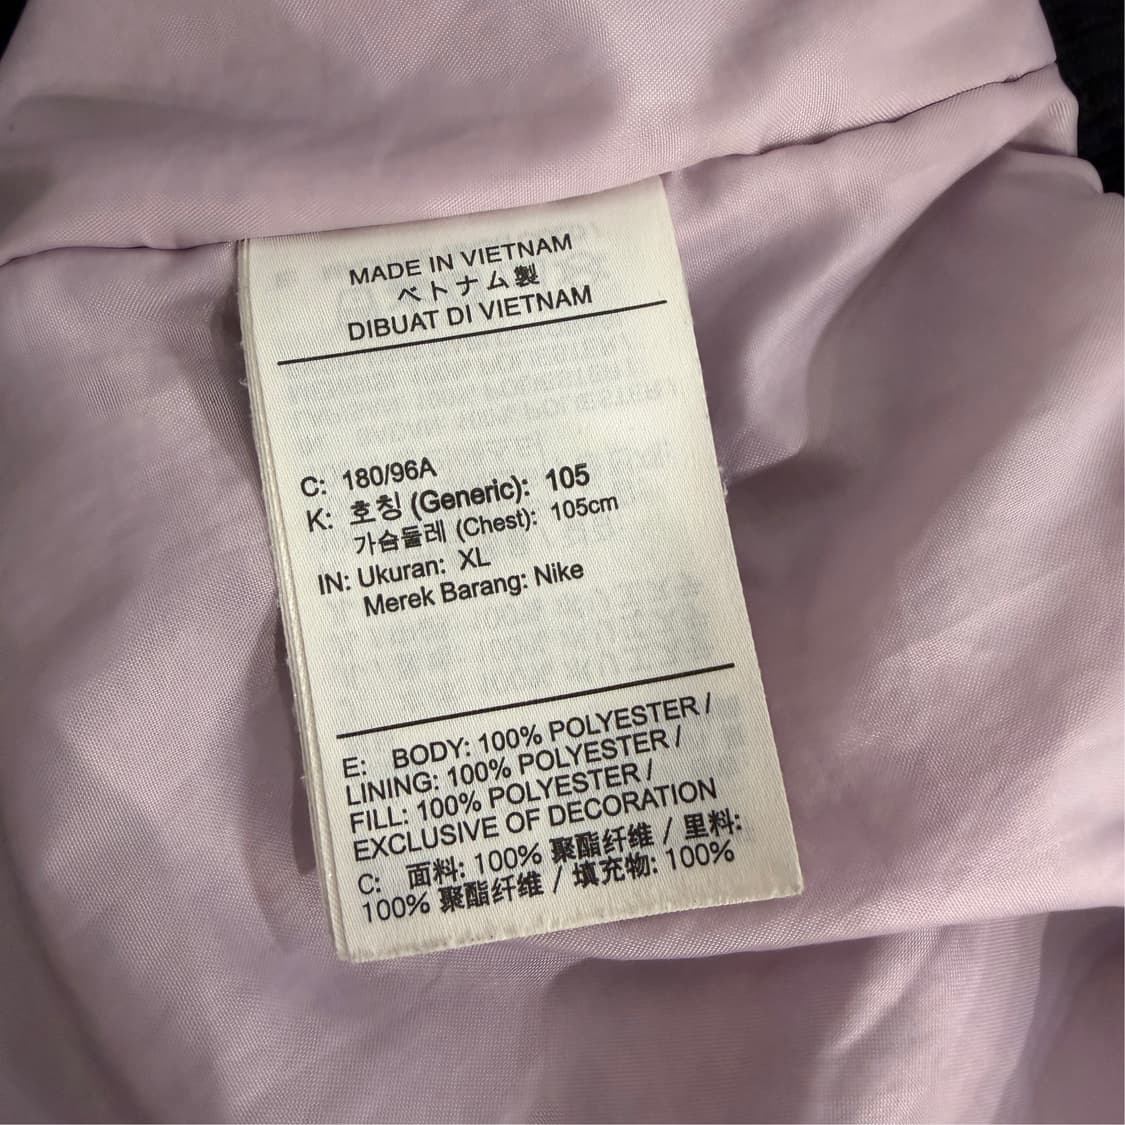 MADE IN VIETNAM
ベトナム製
DIBUAT DI VIETNAM
C: 180/96A
K: 호칭 (Generic): 105
가슴둘레 (Chest): 105cm
IN: Ukuran: XL
Merek Barang: Nike
E: BODY: 100% POLYESTER /
LINING: 100% POLYESTER /
FILL: 100% POLYESTER /
EXCLUSIVE OF DECORATION
C: 面料: 100% 聚酯纤维 / 里料:
100% 聚酯纤维 / 填充物: 100%